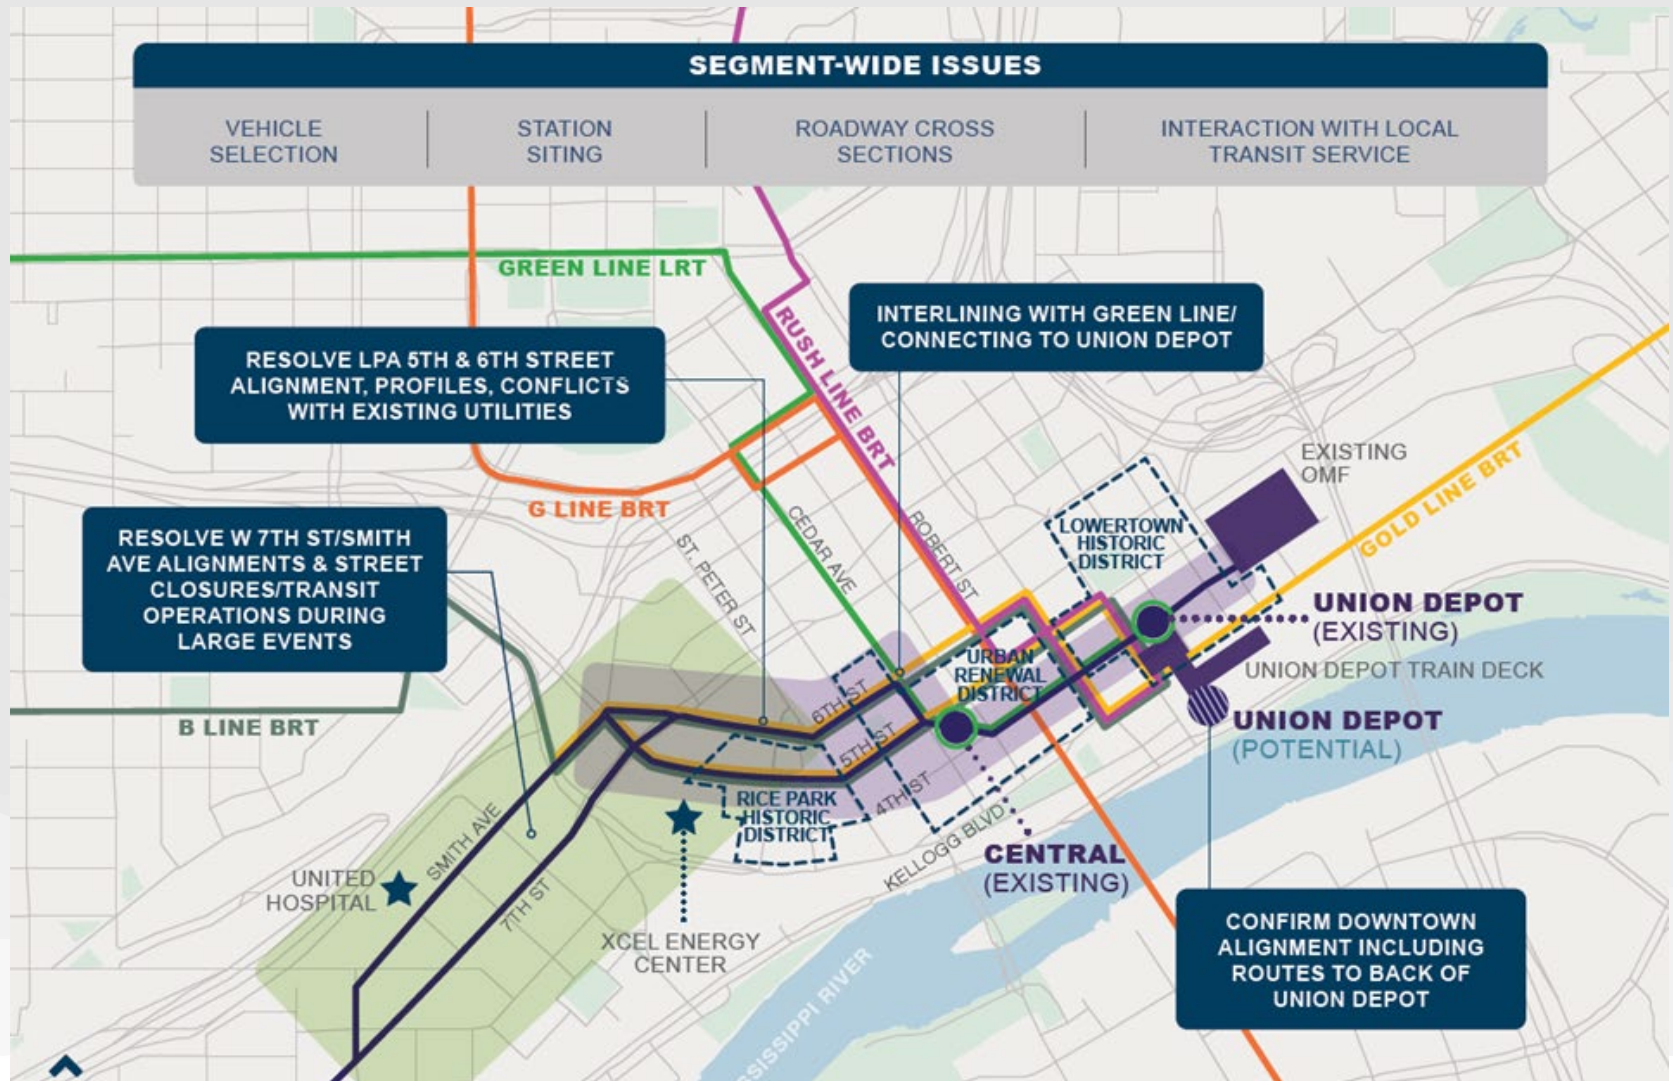 SEGMENT-WIDE ISSUES
VEHICLE
SELECTION
STATION
SITING
ROADWAY CROSS
SECTIONS
INTERACTION WITH LOCAL
TRANSIT SERVICE
GREEN LINE LRT
RUSH LINE BRT
INTERLINING WITH GREEN LINE/
CONNECTING TO UNION DEPOT
RESOLVE LPA 5TH & 6TH STREET
ALIGNMENT, PROFILES, CONFLICTS
WITH EXISTING UTILITIES
EXISTING
OMF
GOLD LINE BRT
G LINE BRT
RESOLVE W 7TH ST/SMITH
AVE ALIGNMENTS & STREET
CLOSURES/TRANSIT
OPERATIONS DURING
LARGE EVENTS
ST. PETER ST
CEDAR AVE
ROBERT ST
LOWERTOWN
HISTORIC
DISTRICT
UNION DEPOT
(EXISTING)
UNION DEPOT TRAIN DECK
URBAN
RENEWAL
DISTRICT
6TH ST
5TH ST
4TH ST
B LINE BRT
UNION DEPOT
(POTENTIAL)
RICE PARK
HISTORIC
DISTRICT
KELLOGG BLVD
CENTRAL
(EXISTING)
SMITH AVE
UNITED
HOSPITAL
7TH ST
XCEL ENERGY
CENTER
CONFIRM DOWNTOWN
ALIGNMENT INCLUDING
ROUTES TO BACK OF
UNION DEPOT
SSISSIPPI RIVER